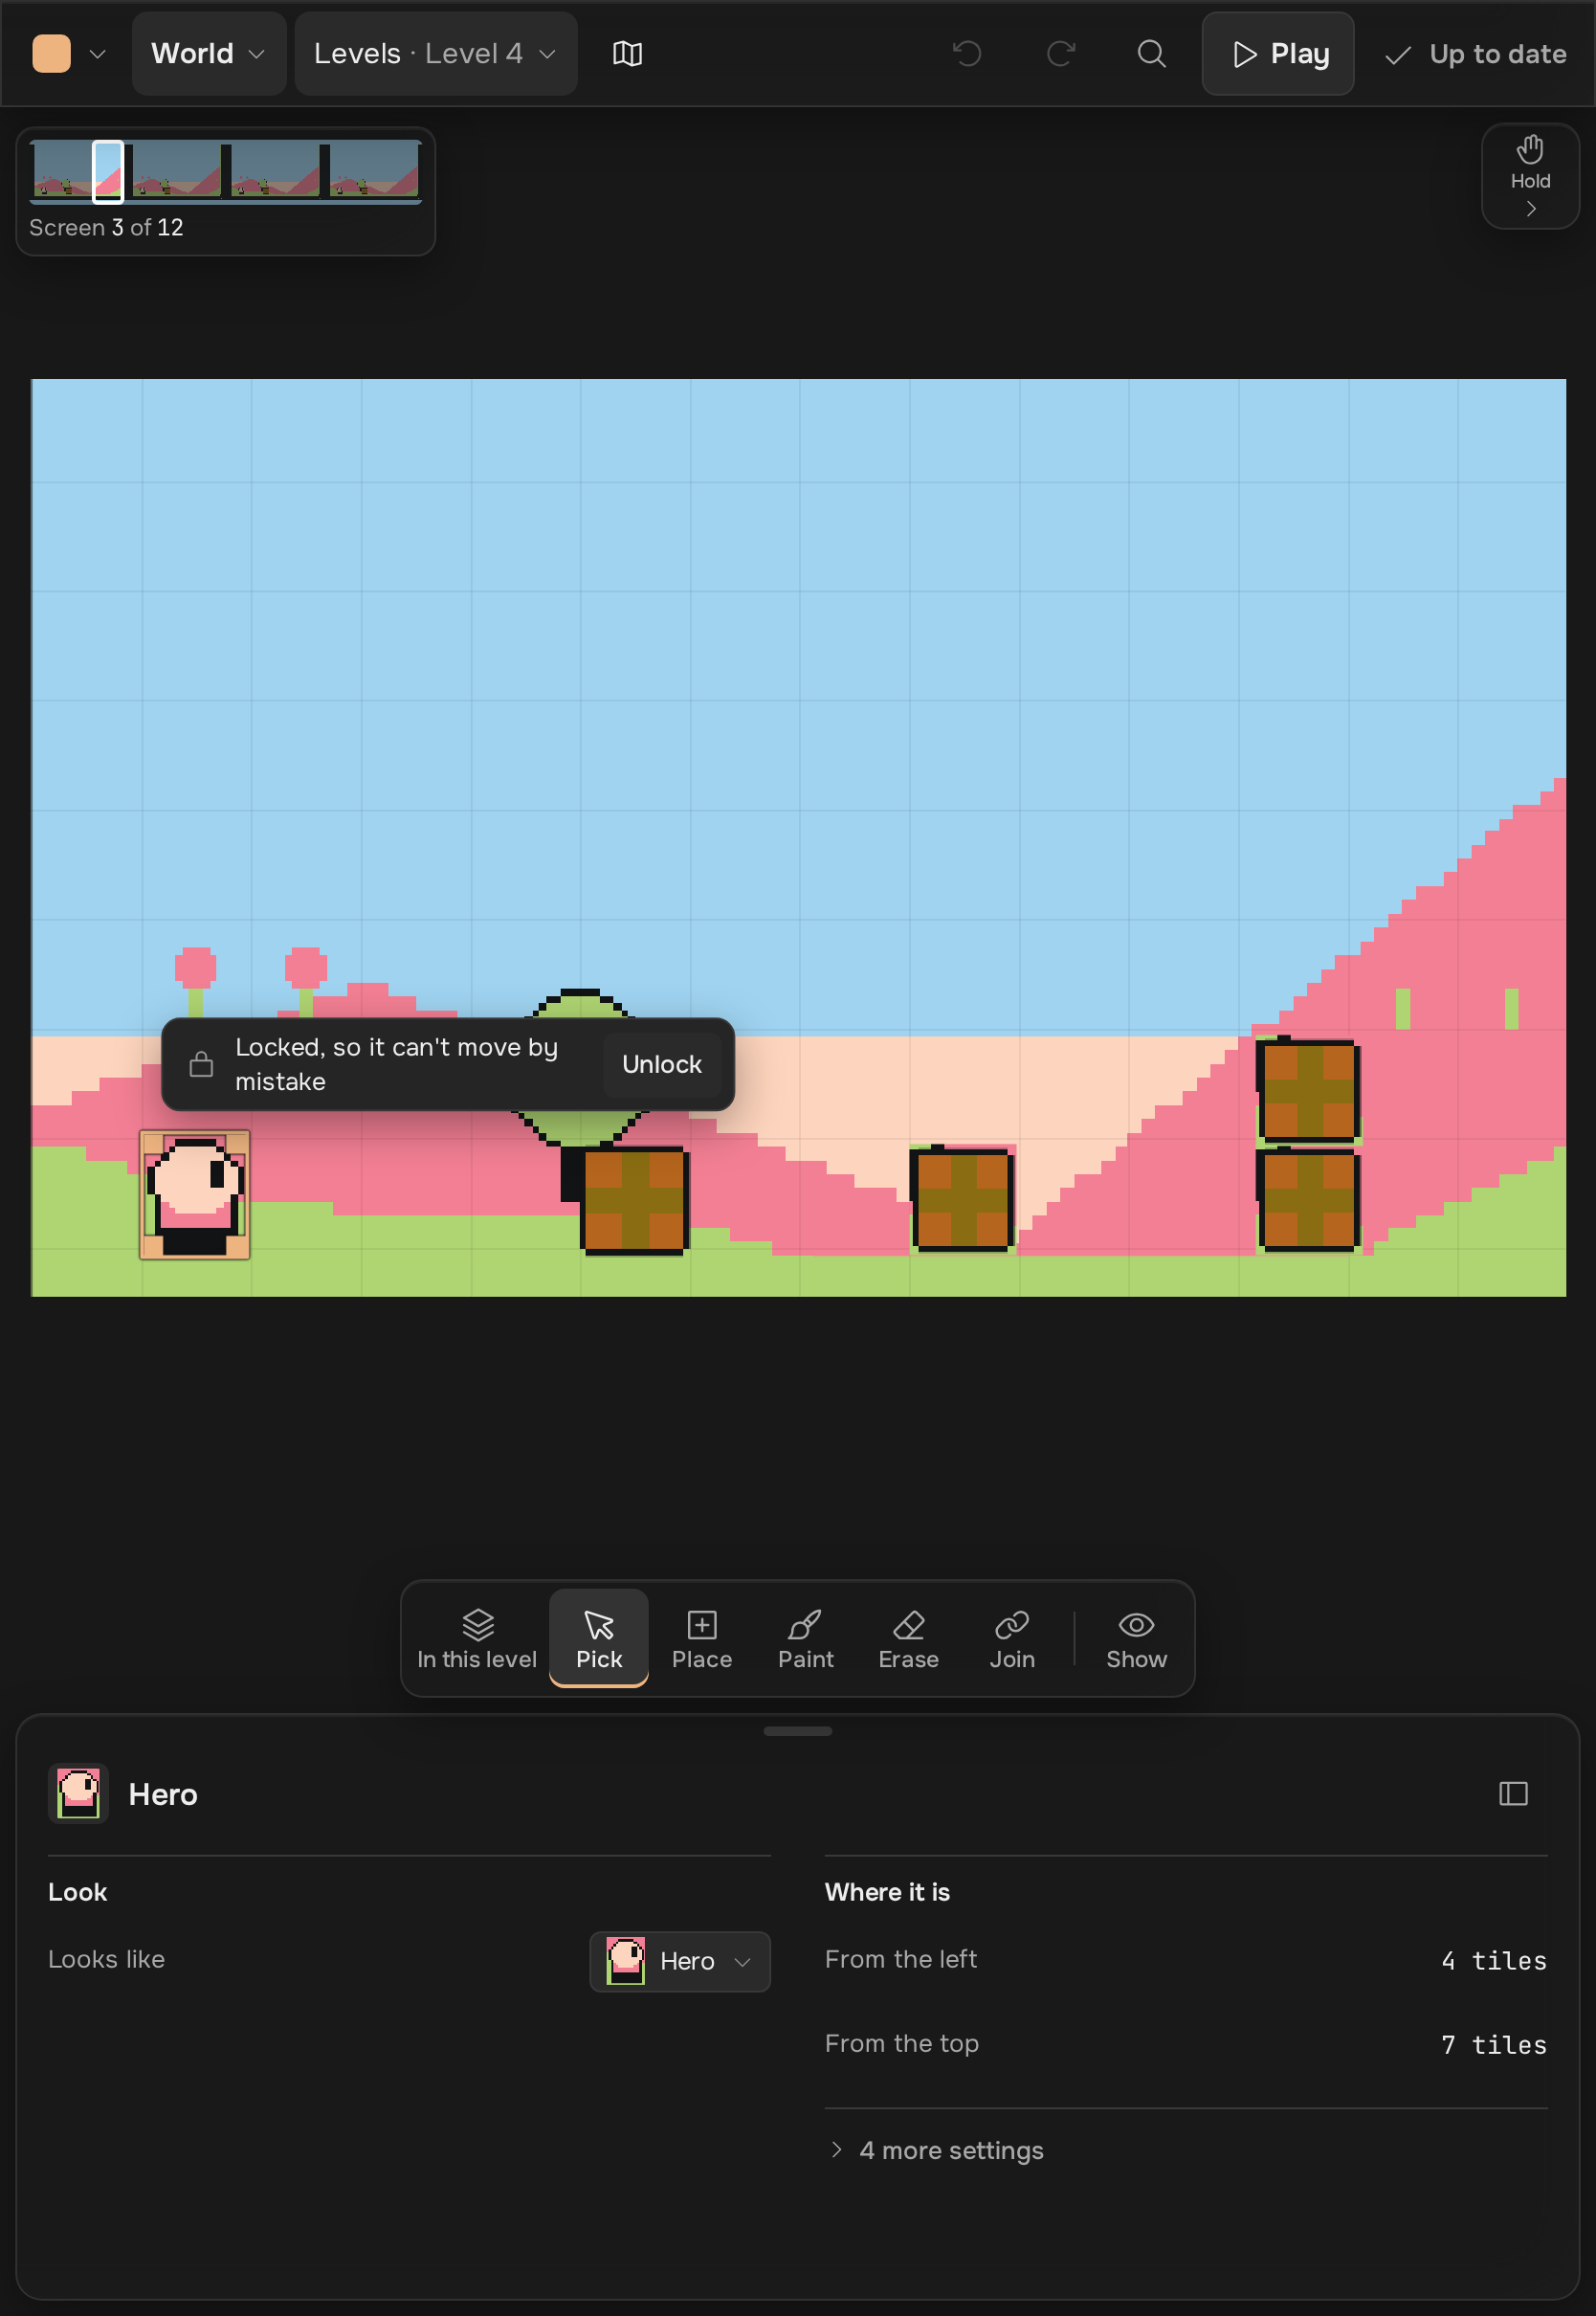 World
Levels · Level 4
Play
Up to date
Screen 3 of 12
Hold
Locked, so it can't move by
mistake
Unlock
In this level
Pick
Place
Paint
Erase
Join
Show
Hero
Look
Looks like
Hero
Where it is
From the left
4 tiles
From the top
7 tiles
4 more settings